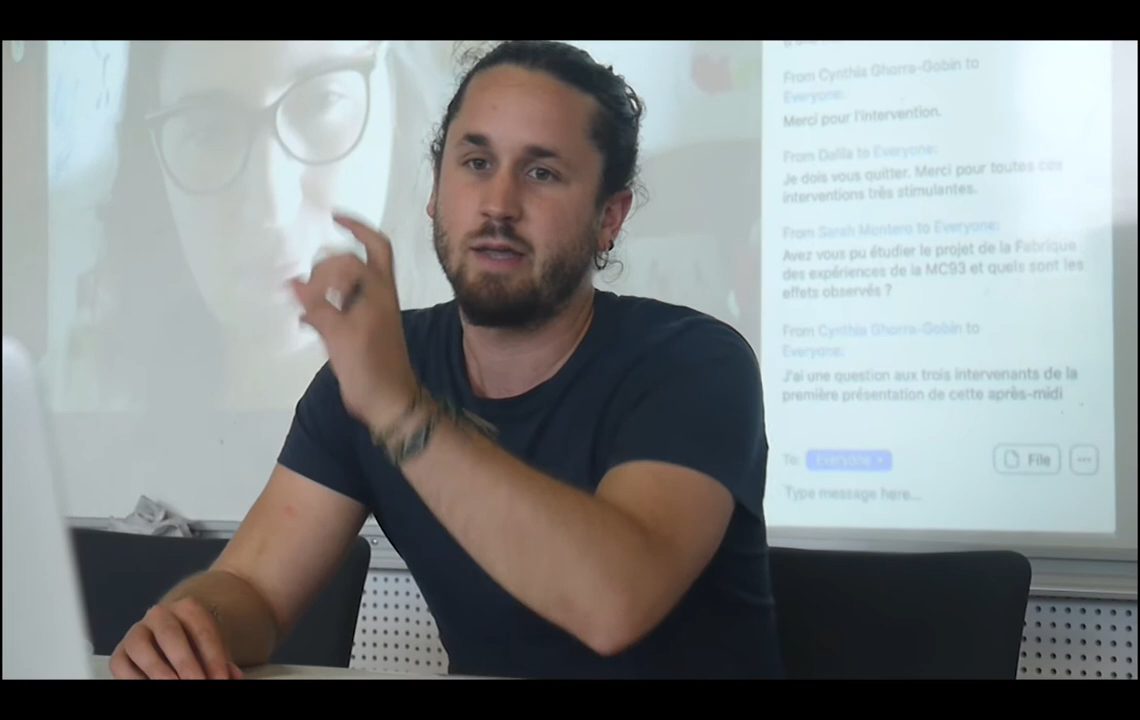 From Cynthia Ghorra-Gobin to
Everyone:
Merci pour l'intervention.
From Dalila to Everyone:
Je dois vous quitter. Merci pour toutes ces
interventions très stimulantes.
From Sarah Montero to Everyone:
Avez vous pu étudier le projet de la Fabrique
des expériences de la MC93 et quels sont les
effets observés ?
From Cynthia Ghorra-Gobin to
Everyone:
J'ai une question aux trois intervenants de la
première présentation de cette après-midi
To: Everyone
File
Type message here...